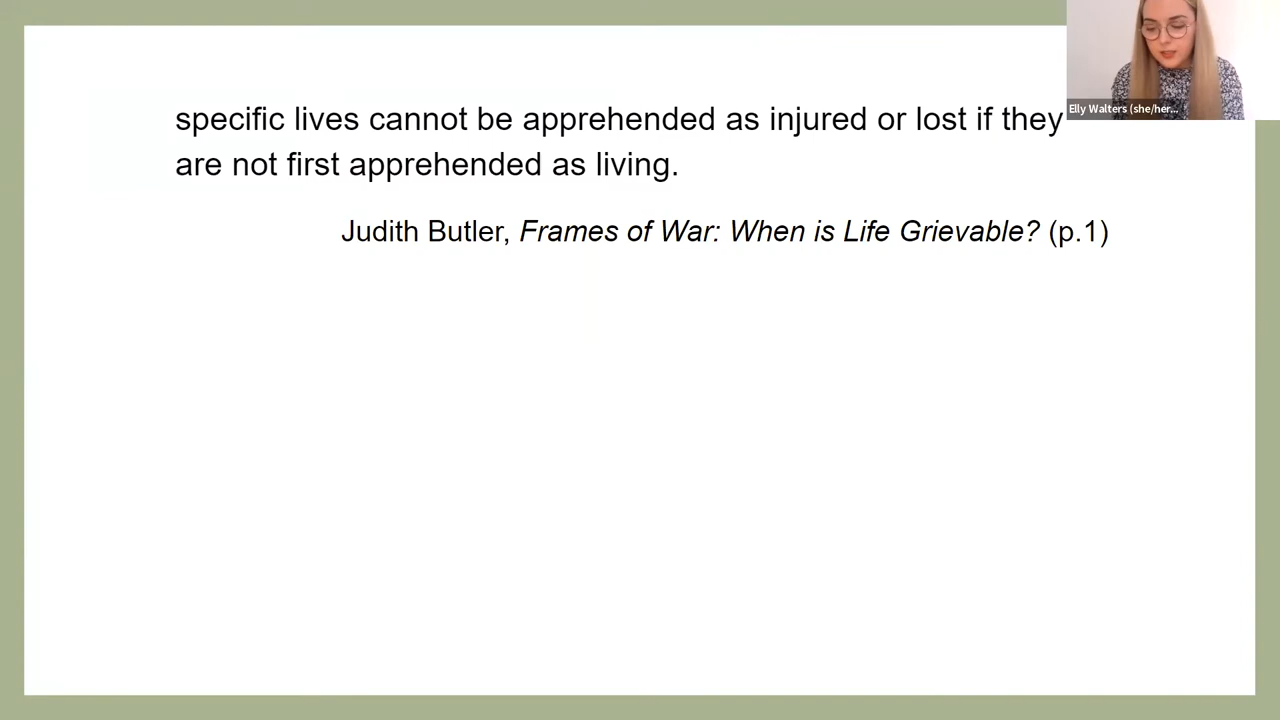 specific lives cannot be apprehended as injured or lost if they
are not first apprehended as living.
Judith Butler, Frames of War: When is Life Grievable? (p.1)
Elly Walters (she/her...